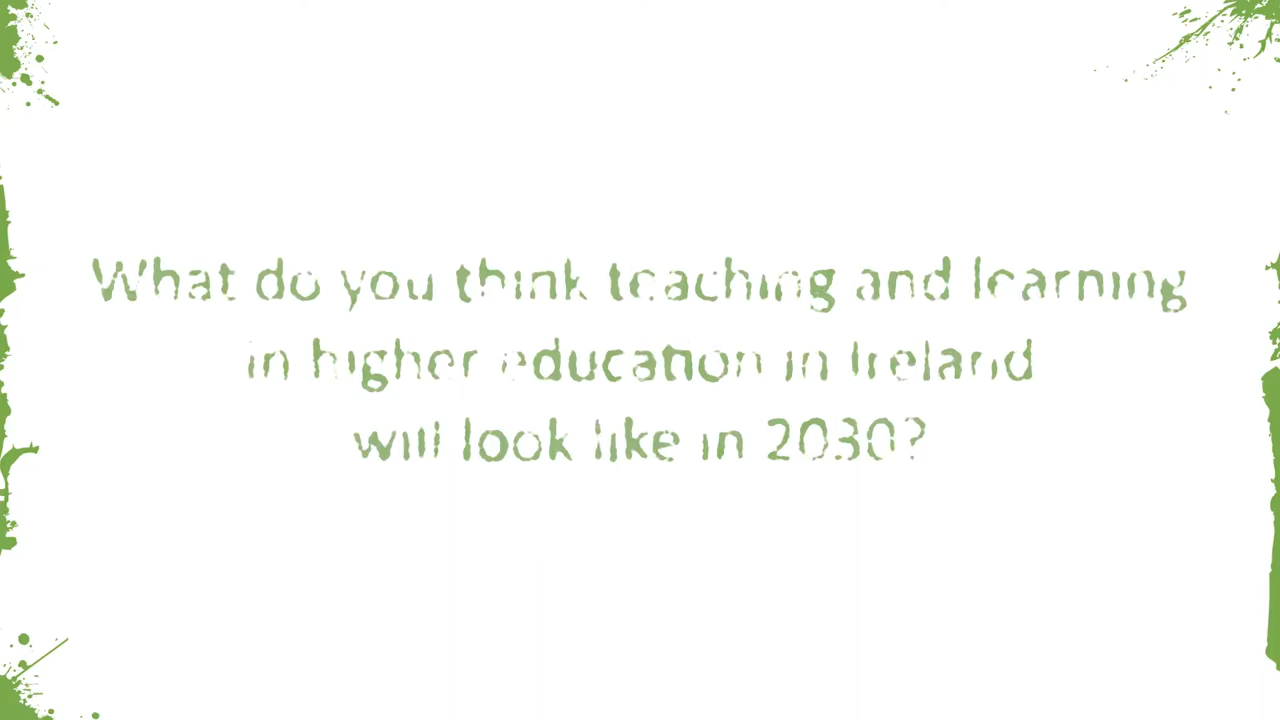 What do you think teaching and learning
in higher education in Ireland
will look like in 2030?